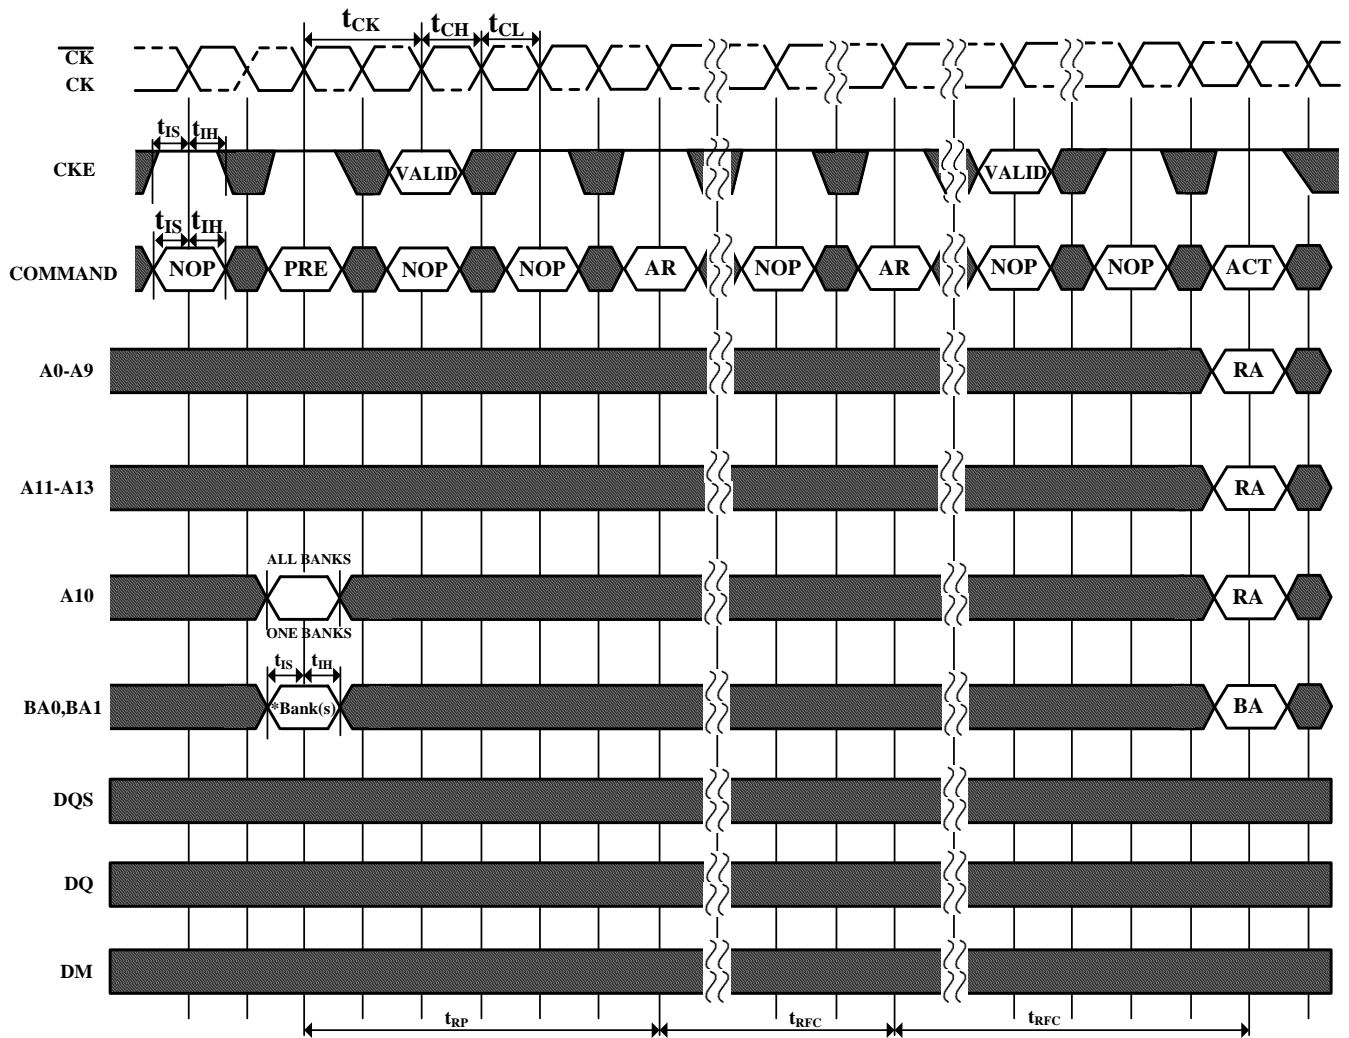 tCK tCH tCL
CK
CK
tIS tIH
CKE VALID VALID
tIS tIH
COMMAND NOP PRE NOP NOP AR NOP AR NOP NOP ACT
A0-A9 RA
A11-A13 RA
ALL BANKS
A10 RA
ONE BANKS
tIS tIH
BA0,BA1 *Bank(s) BA
DQS
DQ
DM
tRP tRFC tRFC